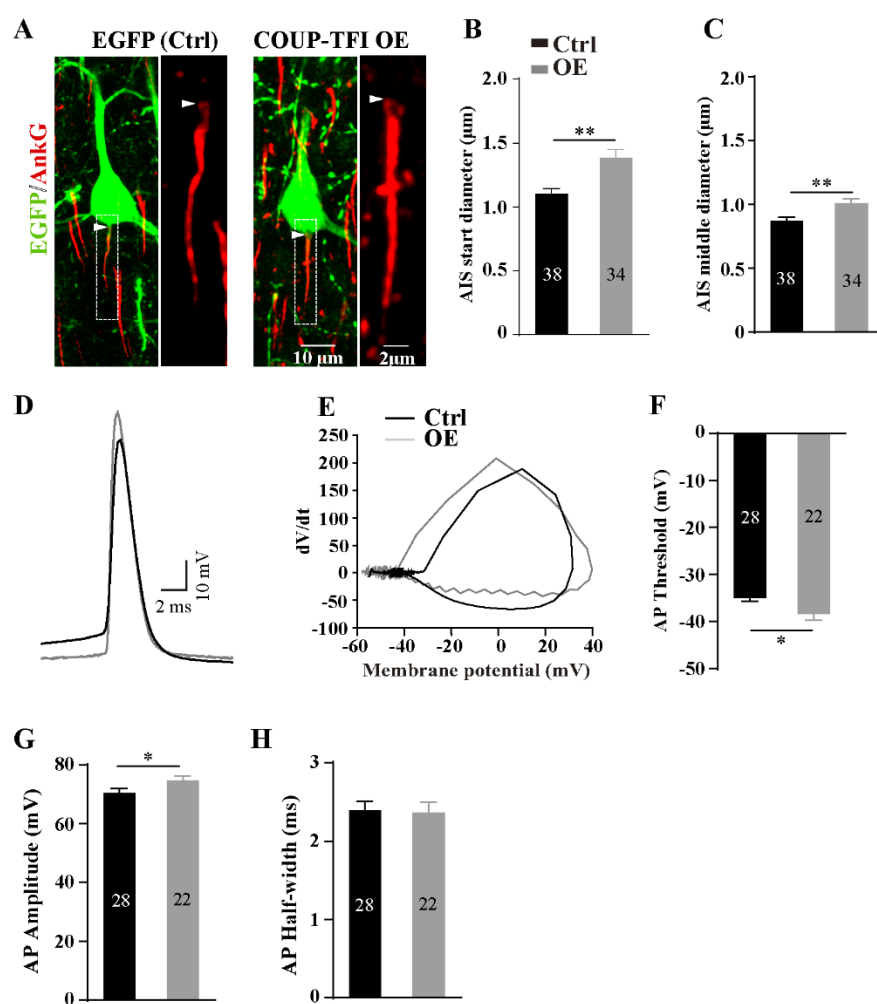 A
EGFP (Ctrl)
COUP-TFI OE
EGFP/AnkG
10 μm
2μm
B
Ctrl
OE
AIS start diameter (μm)
2.0
1.5
1.0
0.5
0
**
38
34
C
AIS middle diameter (μm)
2.0
1.5
1.0
0.5
0
**
38
34
D
2 ms
10 mV
E
Ctrl
OE
dV/dt
250
200
150
100
50
0
-50
-100
-60
-40
-20
0
20
40
Membrane potential (mV)
F
AP Threshold (mV)
0
-10
-20
-30
-40
-50
28
22
*
G
AP Amplitude (mV)
80
60
40
20
0
*
28
22
H
AP Half-width (ms)
3
2
1
0
28
22